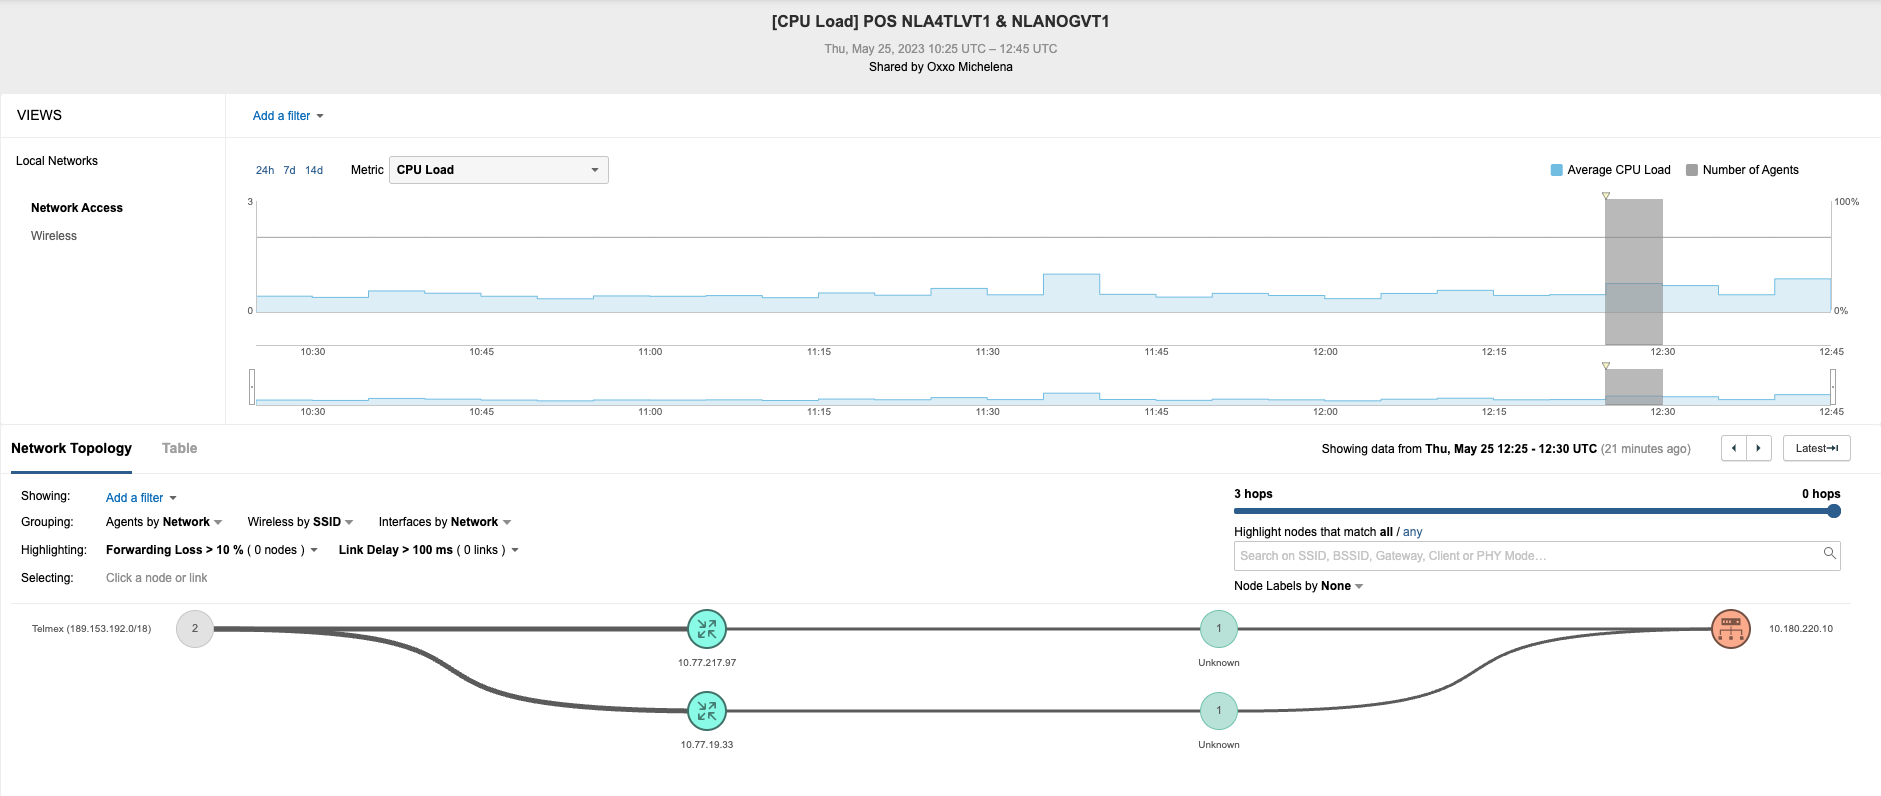 [CPU Load] POS NLA4TLVT1 & NLANOGVT1
Thu, May 25, 2023 10:25 UTC – 12:45 UTC
Shared by Oxxo Michelena
VIEWS
Add a filter
Local Networks
Network Access
Wireless
24h 7d 14d Metric CPU Load
Average CPU Load Number of Agents
3 100%
0 0%
10:30 10:45 11:00 11:15 11:30 11:45 12:00 12:15 12:30 12:45
10:30 10:45 11:00 11:15 11:30 11:45 12:00 12:15 12:30 12:45
Network Topology Table
Showing data from Thu, May 25 12:25 - 12:30 UTC (21 minutes ago) Latest
Showing: Add a filter
Grouping: Agents by Network Wireless by SSID Interfaces by Network
Highlighting: Forwarding Loss > 10 % ( 0 nodes ) Link Delay > 100 ms ( 0 links )
Selecting: Click a node or link
3 hops 0 hops
Highlight nodes that match all / any
Search on SSID, BSSID, Gateway, Client or PHY Mode...
Node Labels by None
Telmex (189.153.192.0/18) 2 1 10.180.220.10
10.77.217.97 Unknown
1
10.77.19.33 Unknown